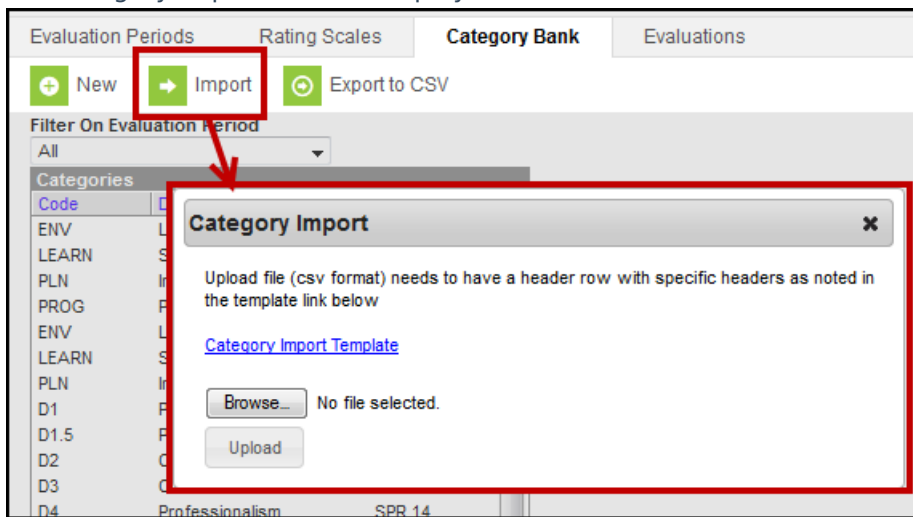 Evaluation Periods Rating Scales Category Bank Evaluations
New Import Export to CSV
Filter On Evaluation Period
All
Categories
Code
ENV
LEARN
PLN
PROG
ENV
LEARN
PLN
D1
D1.5
D2
D3
D4 Professionalism SPR 14
Category Import
Upload file (csv format) needs to have a header row with specific headers as noted in
the template link below
Category Import Template
Browse... No file selected.
Upload